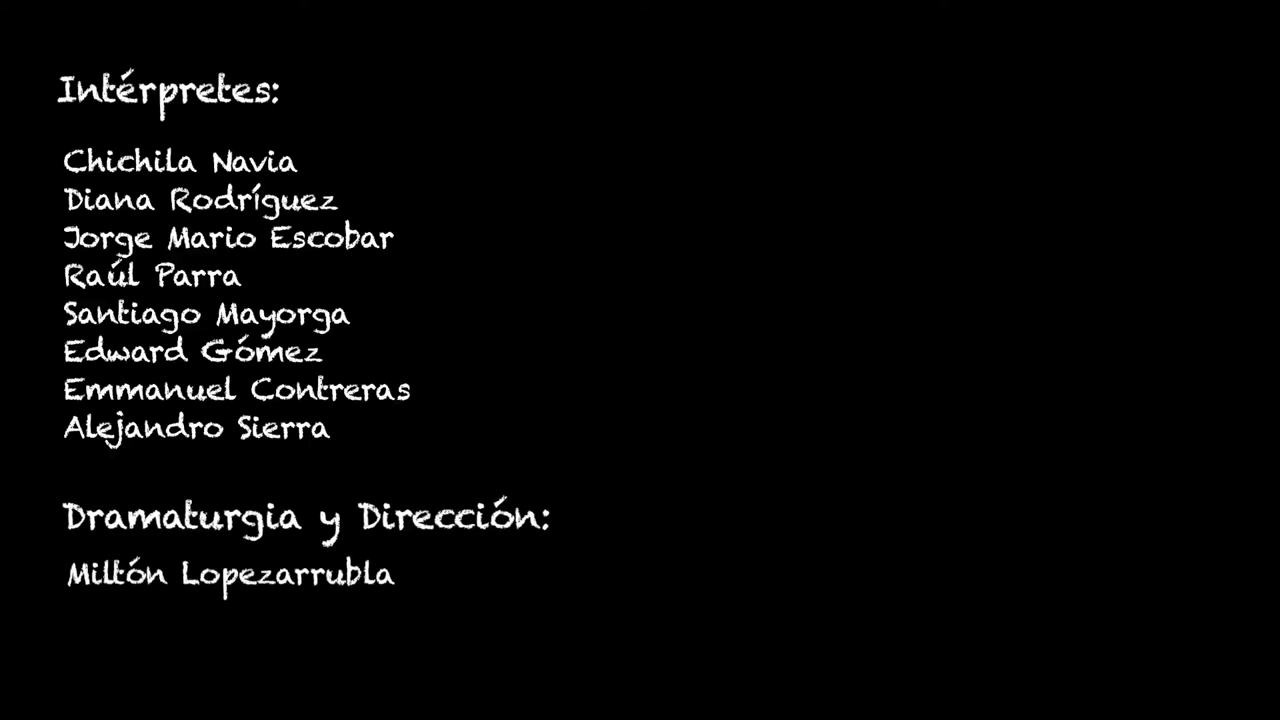 Intérpretes:
Chichila Navia
Diana Rodríguez
Jorge Mario Escobar
Raúl Parra
Santiago Mayorga
Edward Gómez
Emmanuel Contreras
Alejandro Sierra
Dramaturgia y Dirección:
Miltón Lopezarrubla